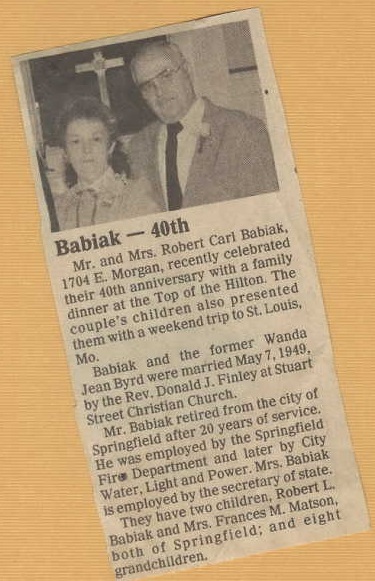 Babiak — 40th
Mr. and Mrs. Robert Carl Babiak,
1704 E. Morgan, recently celebrated
their 40th anniversary with a family
dinner at the Top of the Hilton. The
couple's children also presented
them with a weekend trip to St. Louis,
Mo.
Babiak and the former Wanda
Jean Byrd were married May 7, 1949,
by the Rev. Donald J. Finley at Stuart
Street Christian Church.
Mr. Babiak retired from the city of
Springfield after 20 years of service.
He was employed by the Springfield
Fire Department and later by City
Water, Light and Power. Mrs. Babiak
is employed by the secretary of state.
They have two children, Robert L.
Babiak and Mrs. Frances M. Matson,
both of Springfield; and eight
grandchildren.